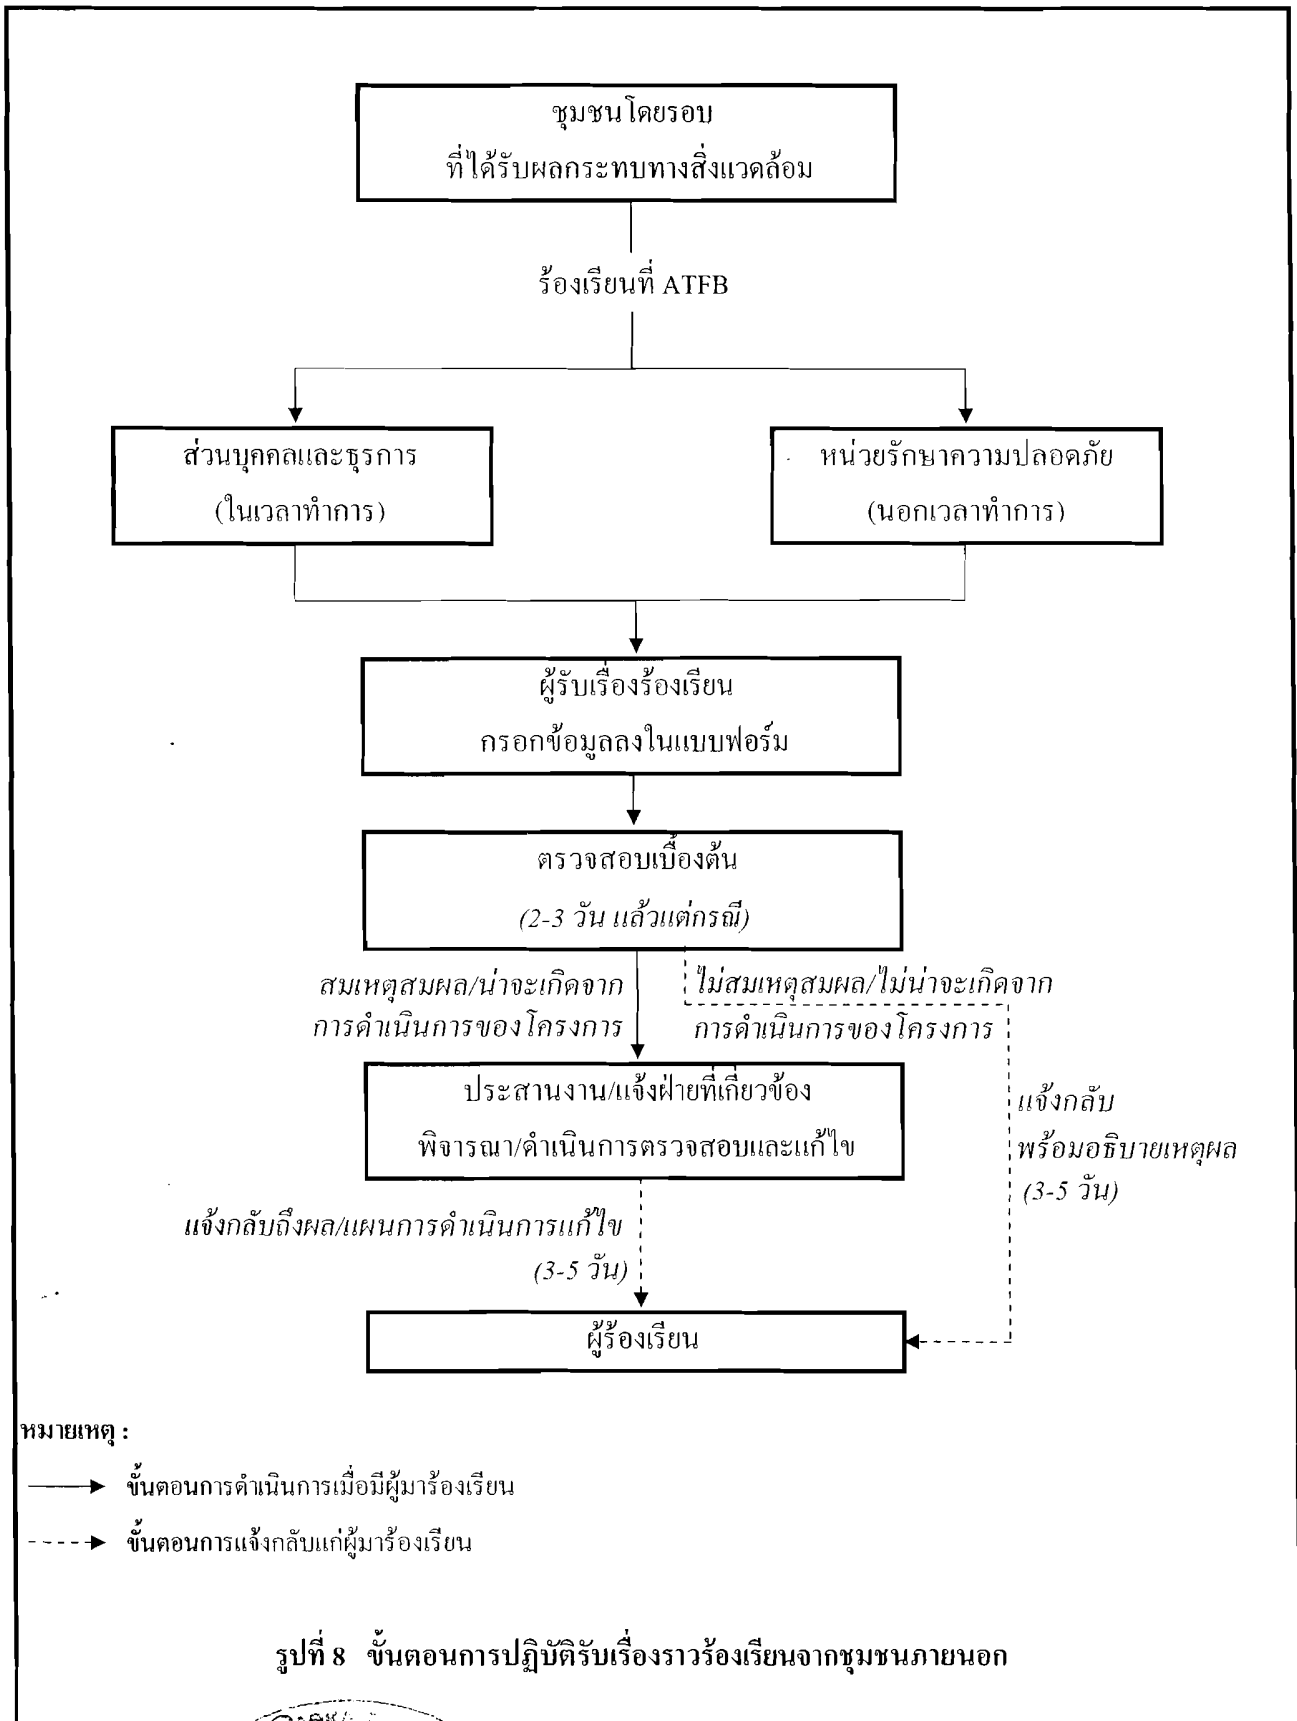 ชุมชนโดยรอบ
ที่ได้รับผลกระทบทางสิ่งแวดล้อม
ร้องเรียนที่ ATFB
ส่วนบุคคลและธุรการ
(ในเวลาทำการ)
หน่วยรักษาความปลอดภัย
(นอกเวลาทำการ)
ผู้รับเรื่องร้องเรียน
กรอกข้อมูลลงในแบบฟอร์ม
ตรวจสอบเบื้องต้น
(2-3 วัน แล้วแต่กรณี)
สมเหตุสมผล/น่าจะเกิดจาก
การดำเนินการของโครงการ
ไม่สมเหตุสมผล/ไม่น่าจะเกิดจาก
การดำเนินการของโครงการ
ประสานงาน/แจ้งฝ่ายที่เกี่ยวข้อง
พิจารณา/ดำเนินการตรวจสอบและแก้ไข
แจ้งกลับ
พร้อมอธิบายเหตุผล
(3-5 วัน)
แจ้งกลับถึงผล/แผนการดำเนินการแก้ไข
(3-5 วัน)
ผู้ร้องเรียน
หมายเหตุ :
ขั้นตอนการดำเนินการเมื่อมีผู้มาร้องเรียน
ขั้นตอนการแจ้งกลับแก่ผู้มาร้องเรียน
รูปที่ 8 ขั้นตอนการปฏิบัติรับเรื่องราวร้องเรียนจากชุมชนภายนอก